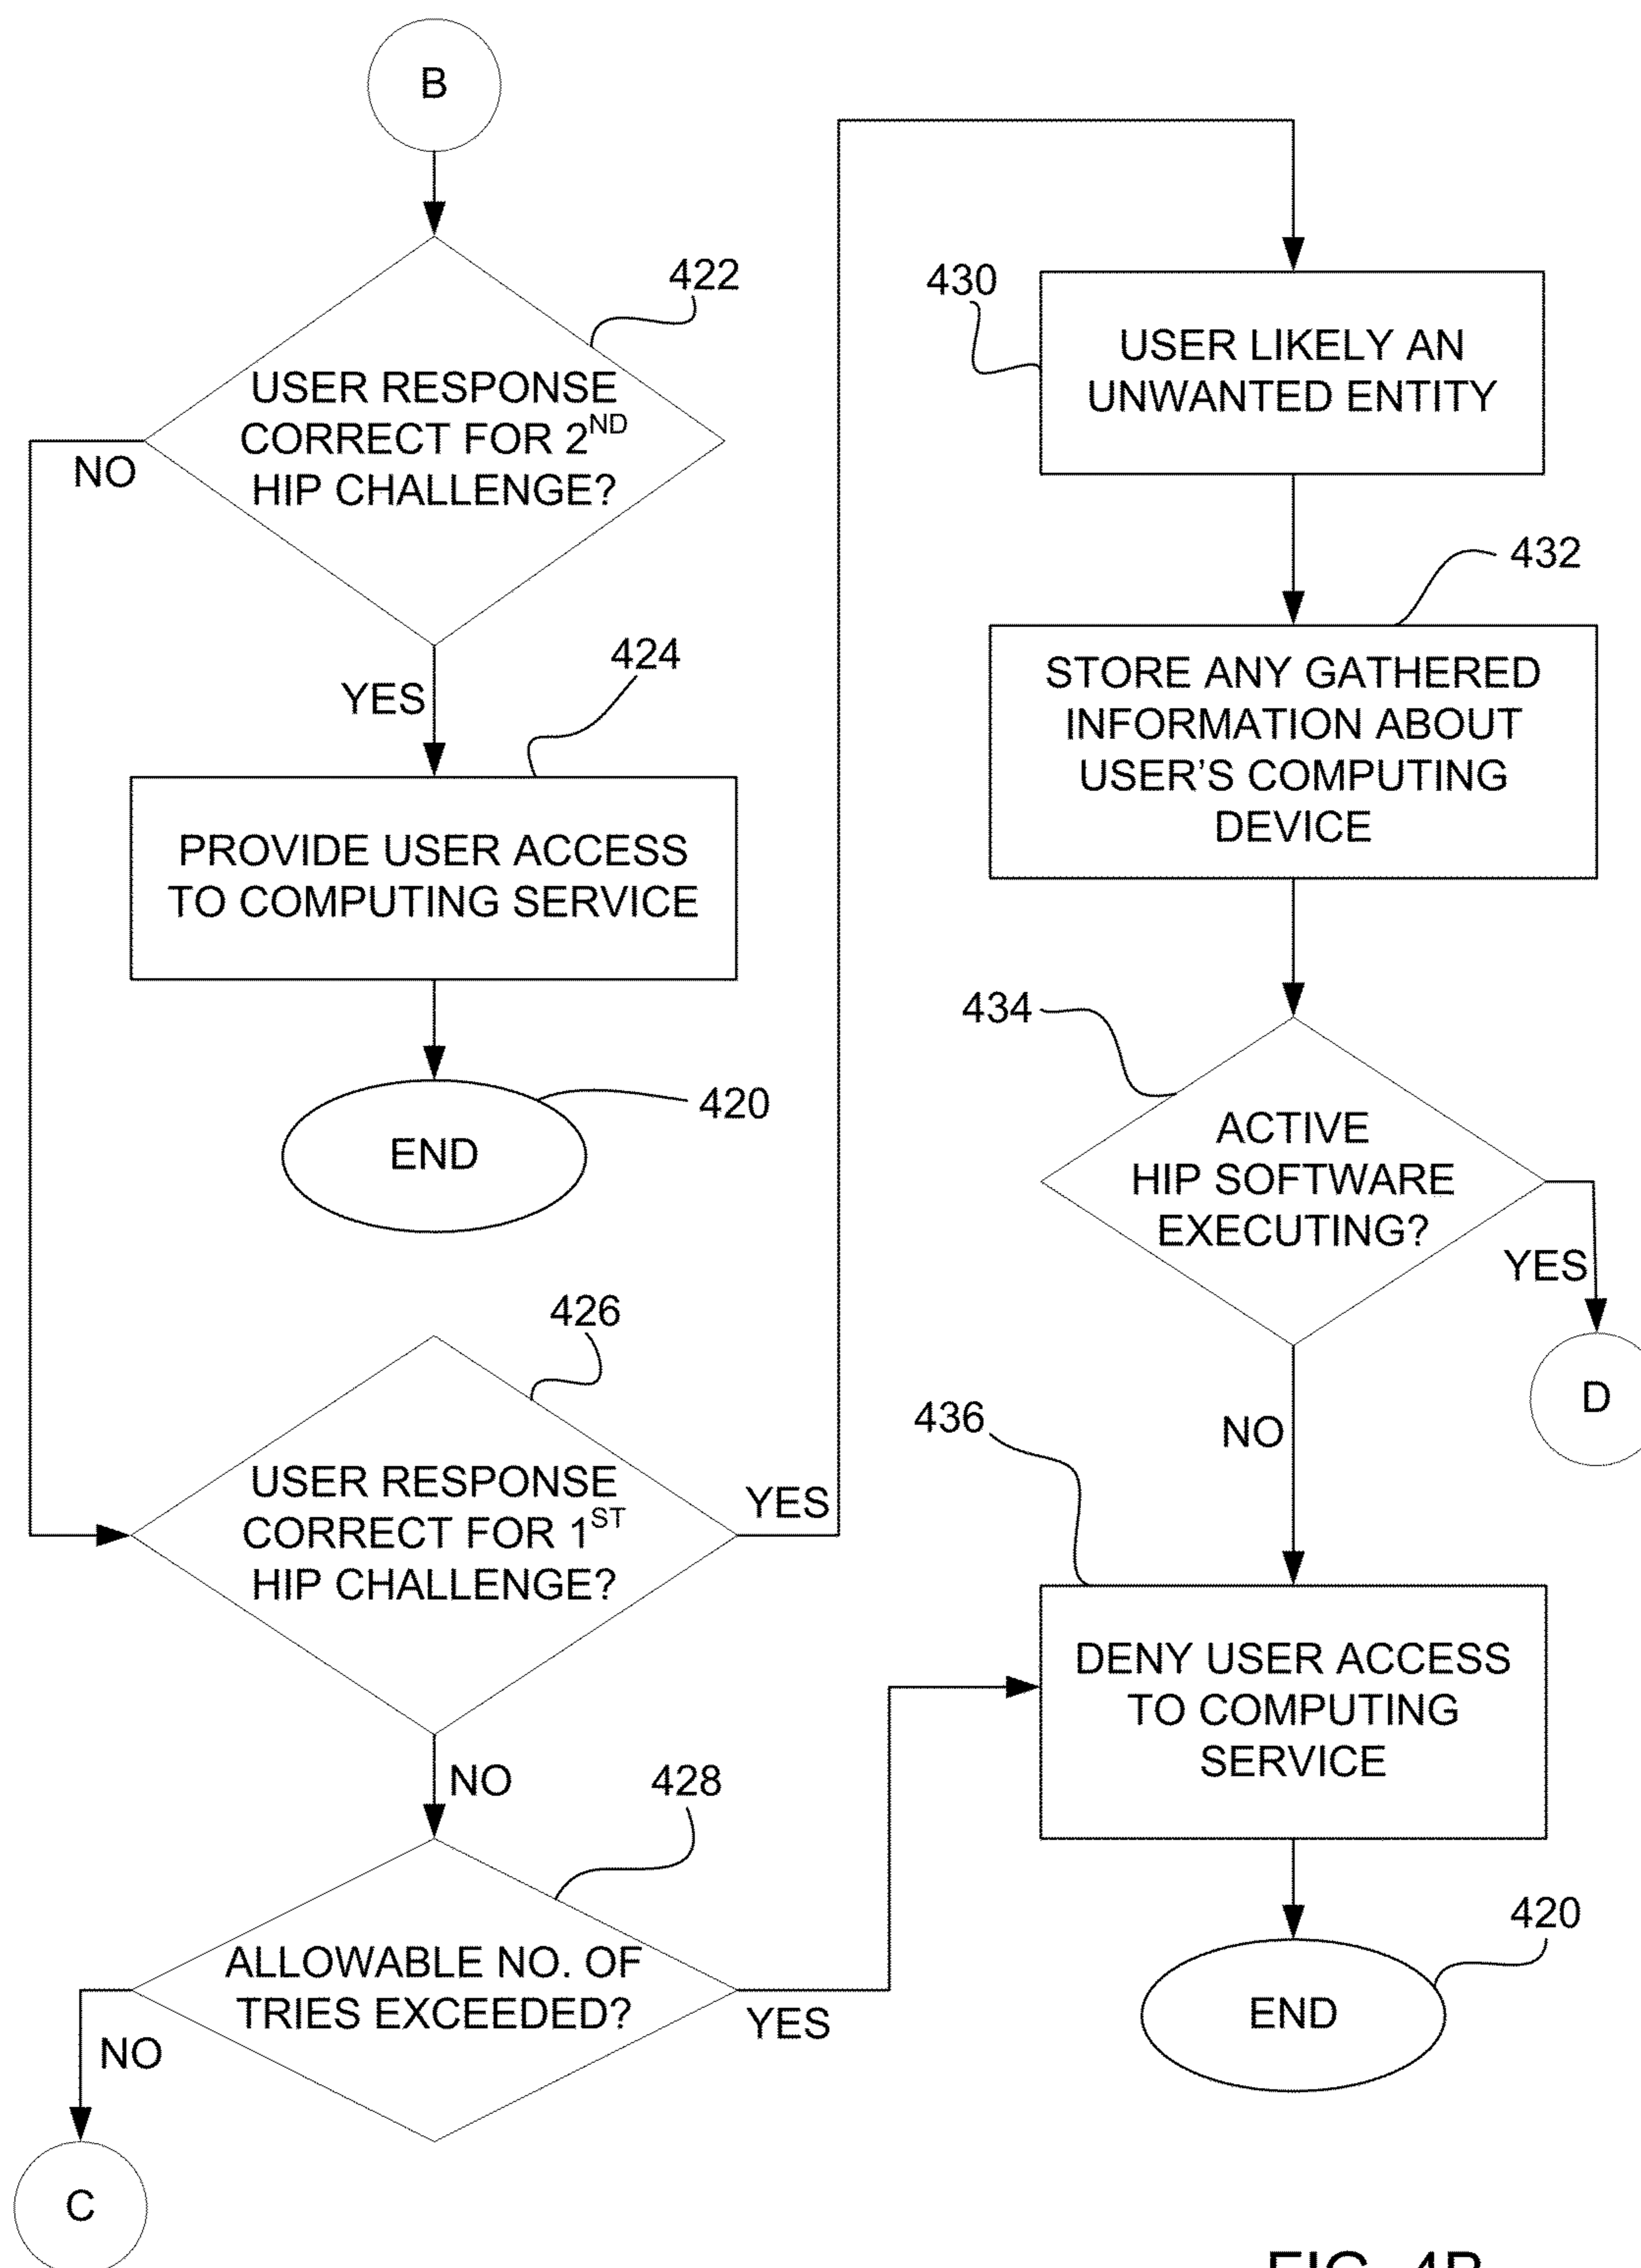 B
422
USER RESPONSE
CORRECT FOR 2ND
HIP CHALLENGE?
NO
YES
424
PROVIDE USER ACCESS
TO COMPUTING SERVICE
420
END
426
USER RESPONSE
CORRECT FOR 1ST
HIP CHALLENGE?
YES
NO
428
ALLOWABLE NO. OF
TRIES EXCEEDED?
YES
NO
C
430
USER LIKELY AN
UNWANTED ENTITY
432
STORE ANY GATHERED
INFORMATION ABOUT
USER'S COMPUTING
DEVICE
434
ACTIVE
HIP SOFTWARE
EXECUTING?
YES
D
NO
436
DENY USER ACCESS
TO COMPUTING
SERVICE
420
END
FIG. 4B